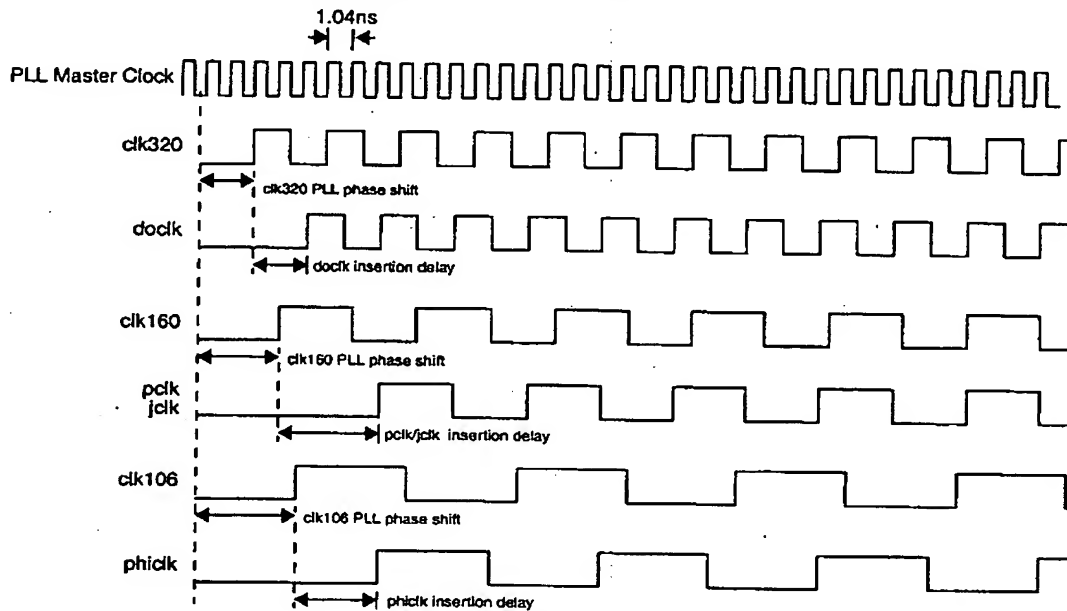 1.04ns
PLL Master Clock
clk320
clk320 PLL phase shift
doclk
doclk insertion delay
clk160
clk160 PLL phase shift
pclk
jclk
pclk/jclk insertion delay
clk106
clk106 PLL phase shift
phiclk
phiclk insertion delay